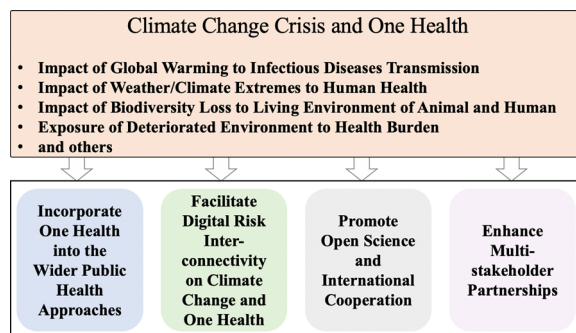 Climate Change Crisis and One Health
• Impact of Global Warming to Infectious Diseases Transmission
• Impact of Weather/Climate Extremes to Human Health
• Impact of Biodiversity Loss to Living Environment of Animal and Human
• Exposure of Deteriorated Environment to Health Burden
• and others
Incorporate
One Health
into the
Wider Public
Health
Approaches
Facilitate
Digital Risk
Inter-
connectivity
on Climate
Change and
One Health
Promote
Open Science
and
International
Cooperation
Enhance
Multi-
stakeholder
Partnerships